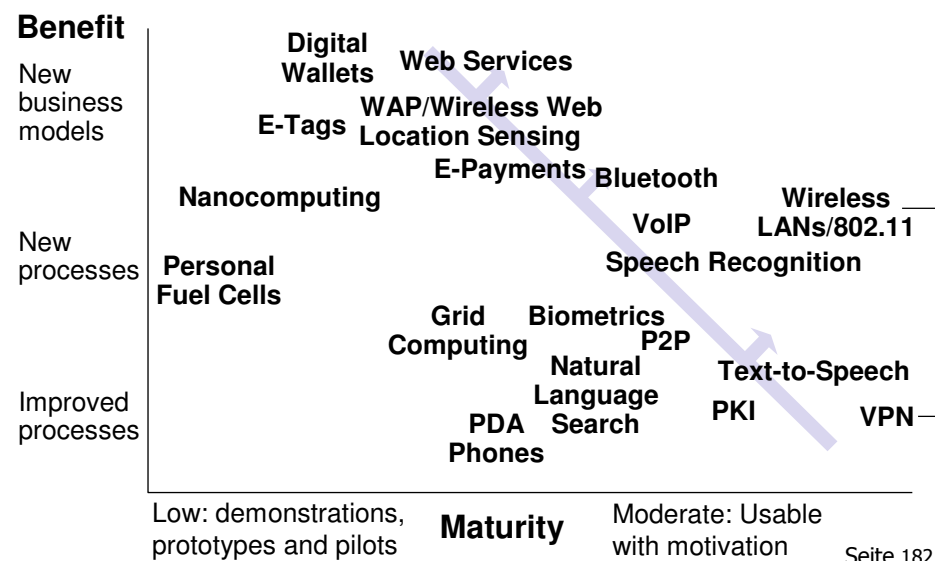 Benefit
New
business
models
Digital
Wallets
Web Services
E-Tags
WAP/Wireless Web
Location Sensing
E-Payments
Bluetooth
Nanocomputing
Wireless
LANs/802.11
VoIP
New
processes
Speech Recognition
Personal
Fuel Cells
Grid
Computing
Biometrics
P2P
Natural
Language
Search
Text-to-Speech
Improved
processes
PDA
Phones
PKI
VPN
Low: demonstrations,
prototypes and pilots
Maturity
Moderate: Usable
with motivation
Seite 182